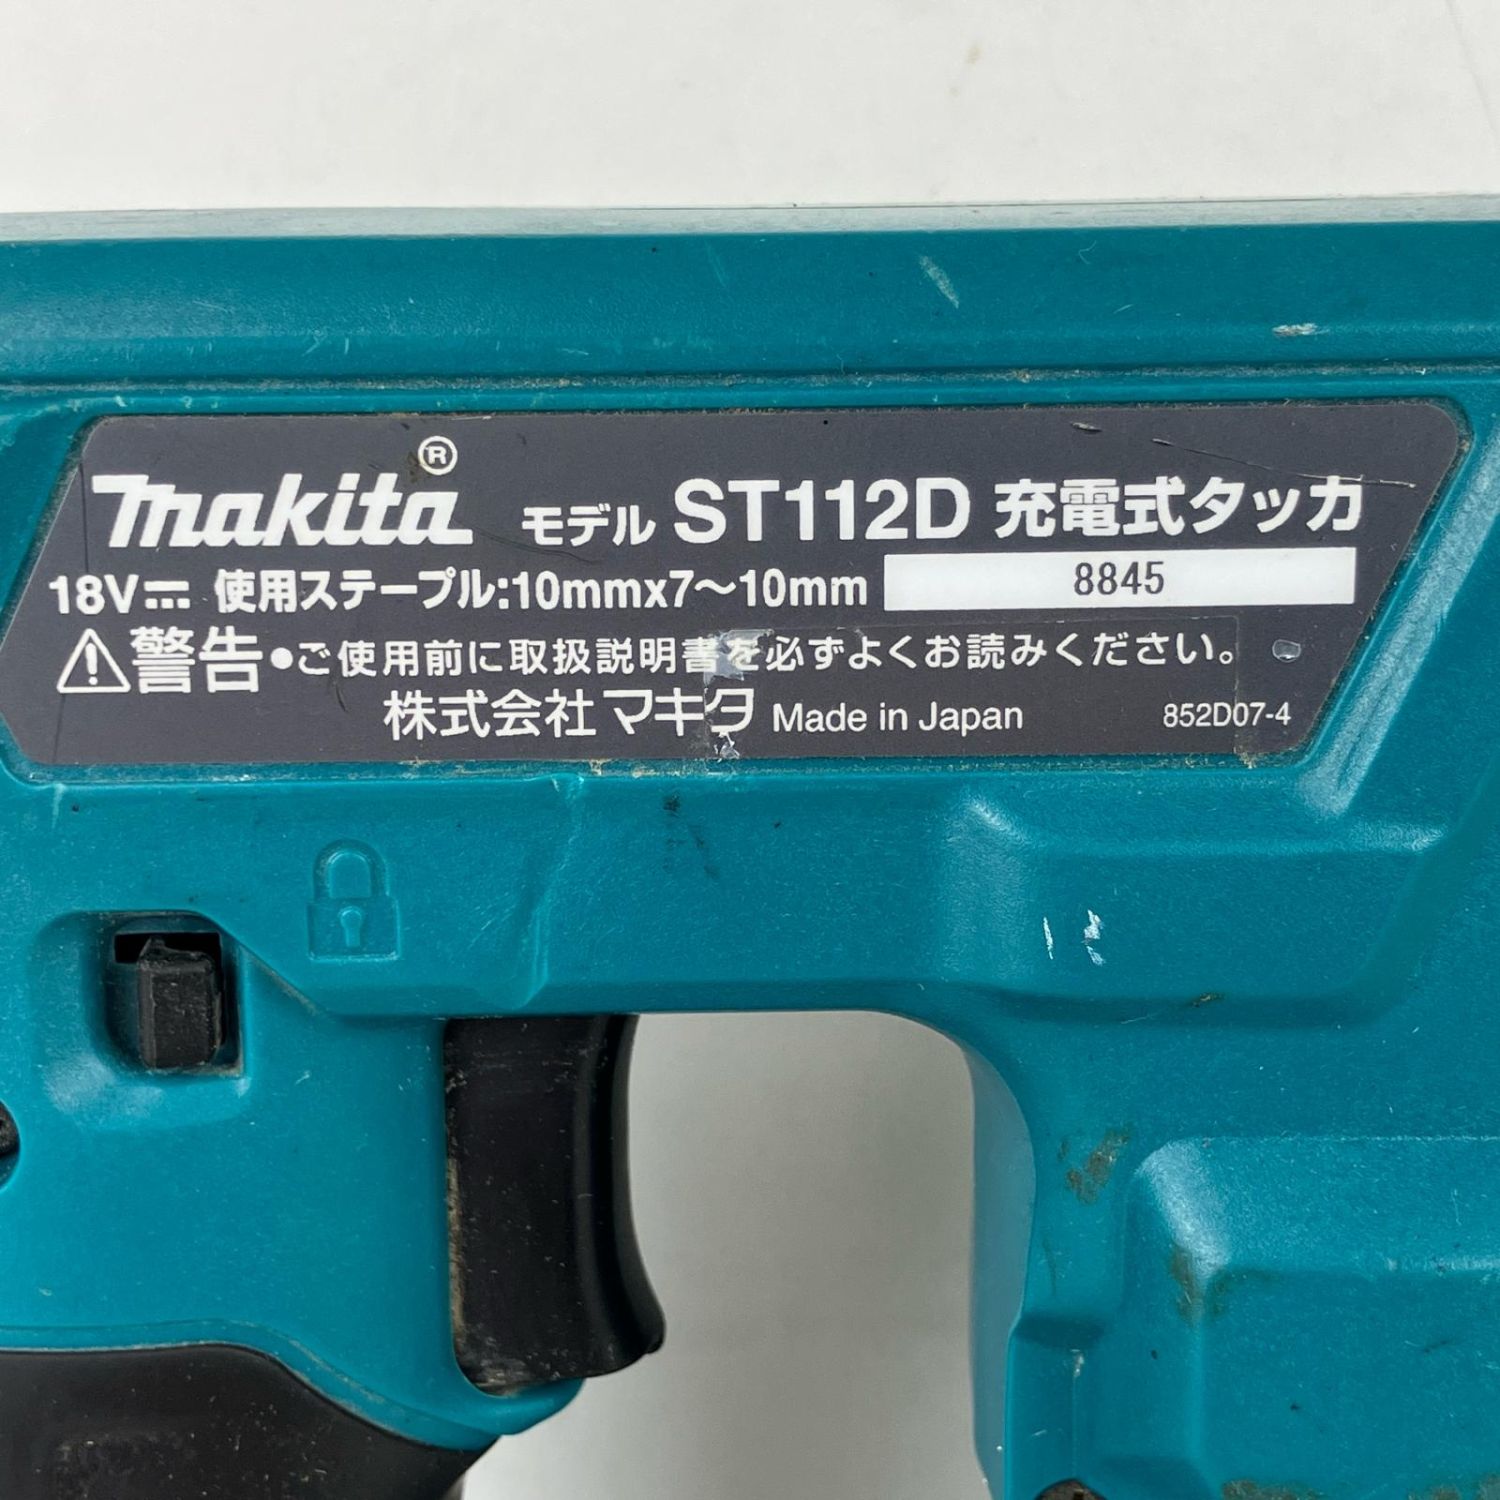 makita® モデル ST112D 充電式タッカ
18V⎓ 使用ステープル:10mmx7～10mm 8845
⚠警告 ●ご使用前に取扱説明書を必ずよくお読みください。
株式会社マキタ Made in Japan 852D07-4